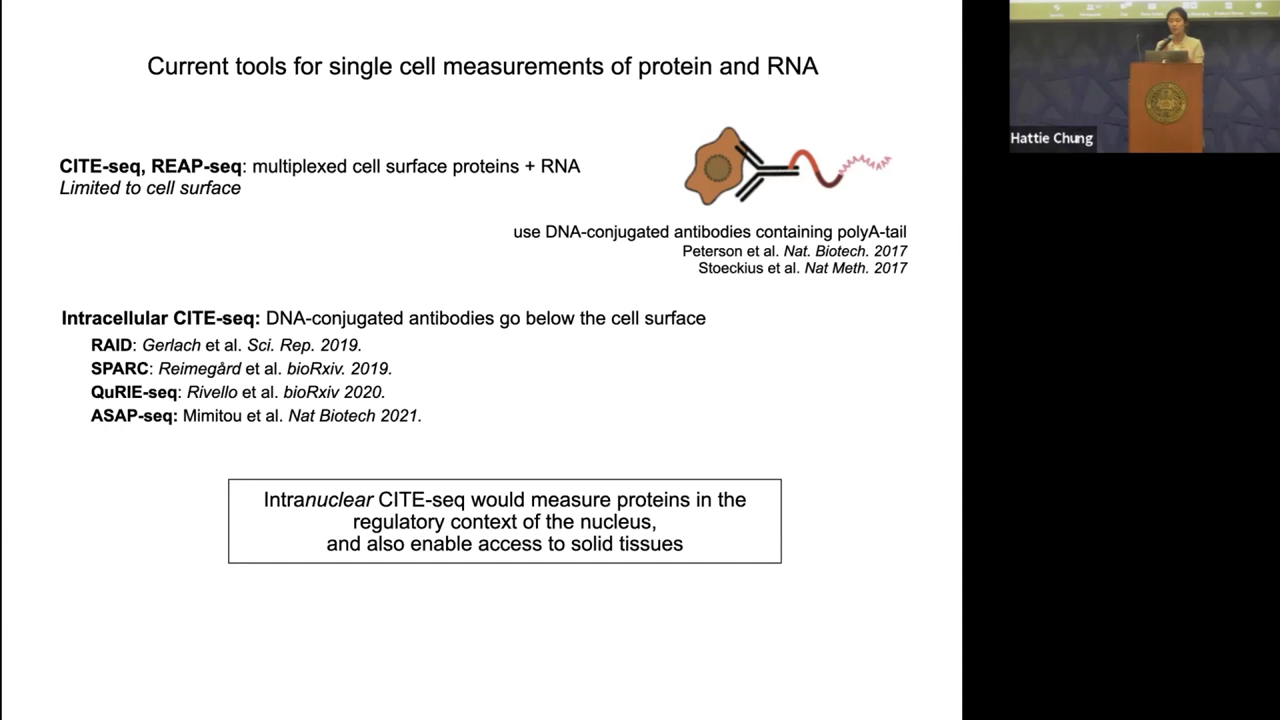 Current tools for single cell measurements of protein and RNA
CITE-seq, REAP-seq: multiplexed cell surface proteins + RNA
Limited to cell surface
use DNA-conjugated antibodies containing polyA-tail
Peterson et al. Nat. Biotech. 2017
Stoeckius et al. Nat Meth. 2017
Intracellular CITE-seq: DNA-conjugated antibodies go below the cell surface
RAID: Gerlach et al. Sci. Rep. 2019.
SPARC: Reimegård et al. bioRxiv. 2019.
QuRIE-seq: Rivello et al. bioRxiv 2020.
ASAP-seq: Mimitou et al. Nat Biotech 2021.
Intranuclear CITE-seq would measure proteins in the
regulatory context of the nucleus,
and also enable access to solid tissues
Hattie Chung